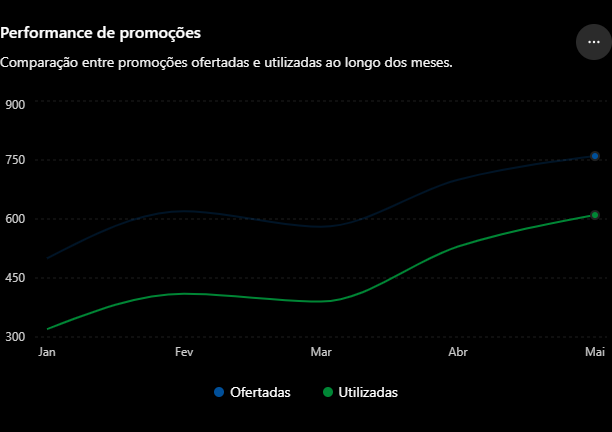 Performance de promoções
Comparação entre promoções ofertadas e utilizadas ao longo dos meses.
900
750
600
450
300
Jan Fev Mar Abr Mai
Ofertadas Utilizadas